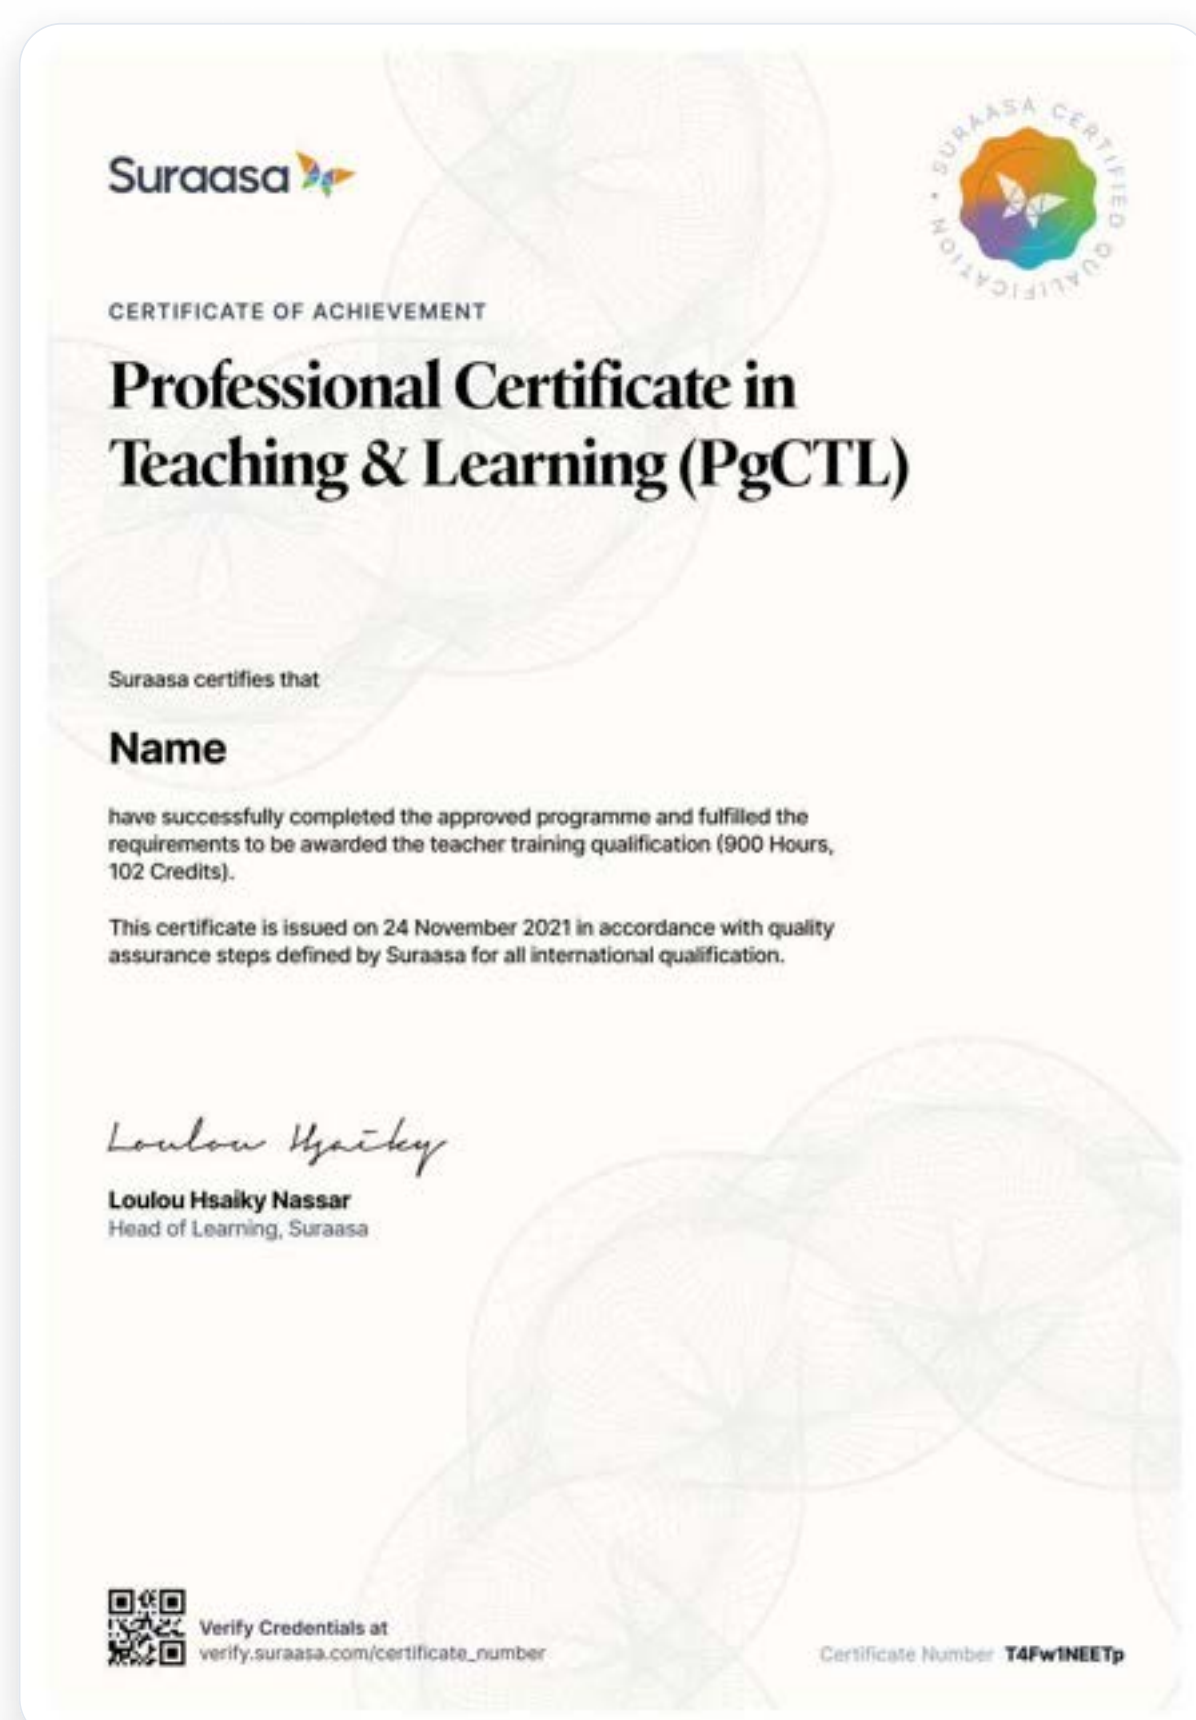 Suraasa
SURAASA CERTIFIED QUALIFICATION •
CERTIFICATE OF ACHIEVEMENT
Professional Certificate in
Teaching & Learning (PgCTL)
Suraasa certifies that
Name
have successfully completed the approved programme and fulfilled the
requirements to be awarded the teacher training qualification (900 Hours,
102 Credits).
This certificate is issued on 24 November 2021 in accordance with quality
assurance steps defined by Suraasa for all international qualification.
Loulou Hsaiky
Loulou Hsaiky Nassar
Head of Learning, Suraasa
Verify Credentials at
verify.suraasa.com/certificate_number
Certificate Number T4Fw1NEETp